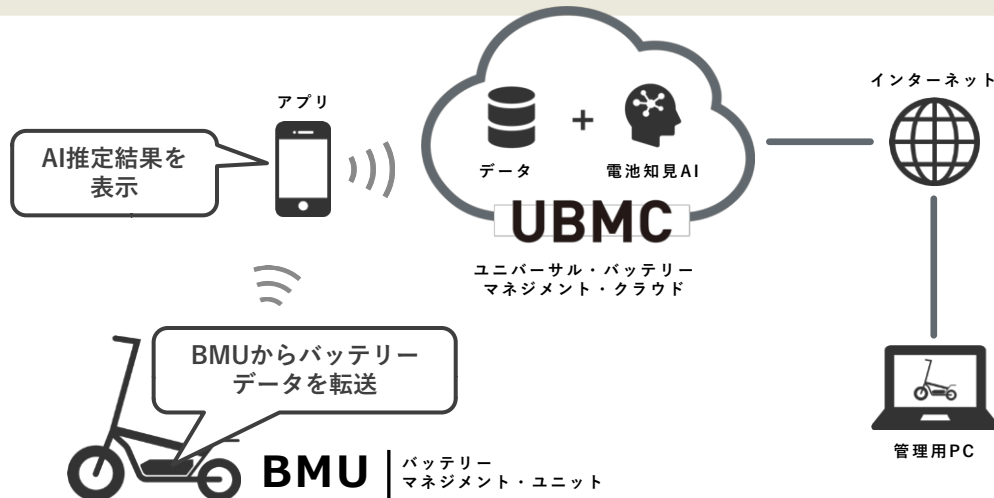 インターネット
アプリ
AI推定結果を
表示
データ
+
電池知見AI
UBMC
ユニバーサル・バッテリー
マネジメント・クラウド
BMUからバッテリー
データを転送
管理用PC
BMU
バッテリー
マネジメント・ユニット